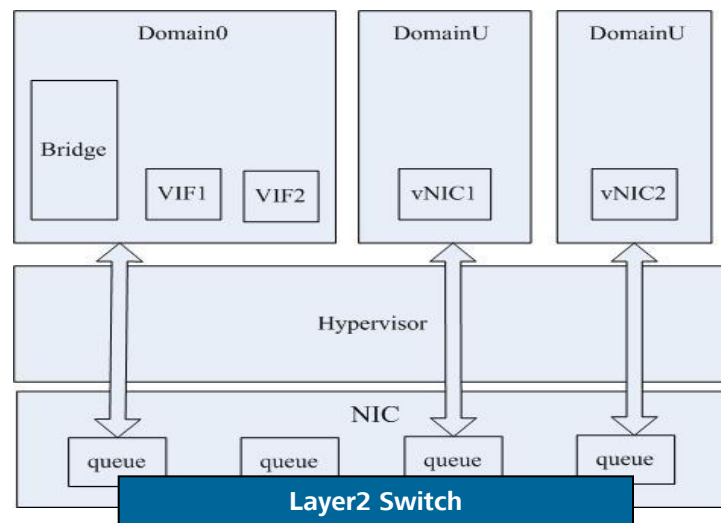 Domain0
DomainU
DomainU
Bridge
VIF1
VIF2
vNIC1
vNIC2
Hypervisor
NIC
queue
queue
queue
queue
Layer2 Switch